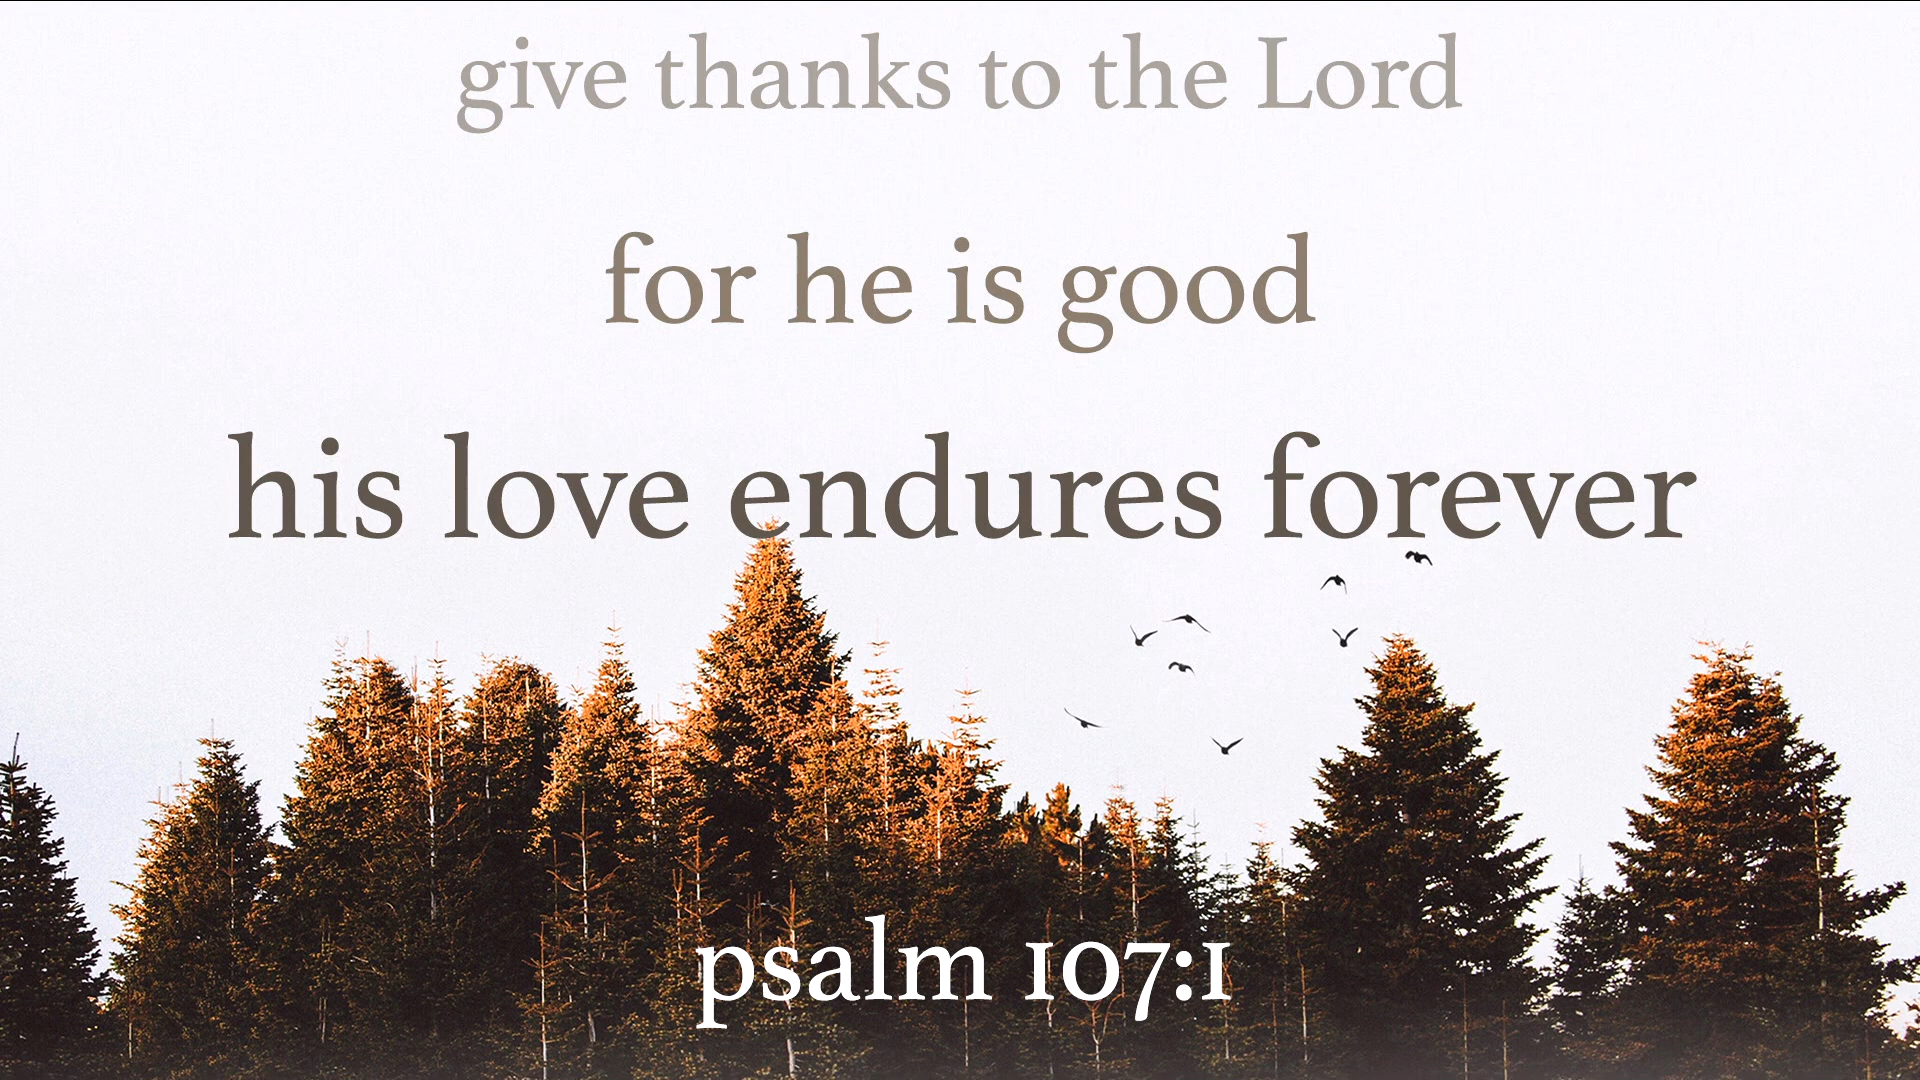 give thanks to the Lord
for he is good
his love endures forever
psalm 107:1